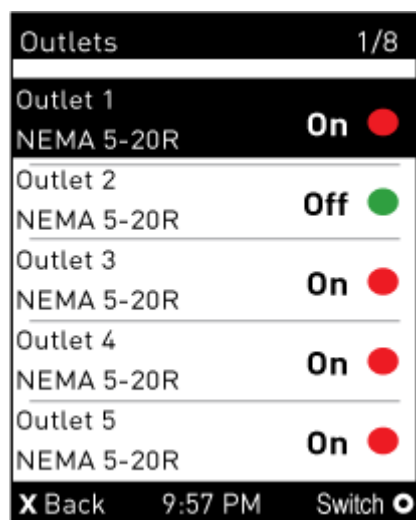 Outlets 1/8
Outlet 1
On
NEMA 5-20R
Outlet 2
Off
NEMA 5-20R
Outlet 3
On
NEMA 5-20R
Outlet 4
On
NEMA 5-20R
Outlet 5
On
NEMA 5-20R
X Back 9:57 PM Switch O